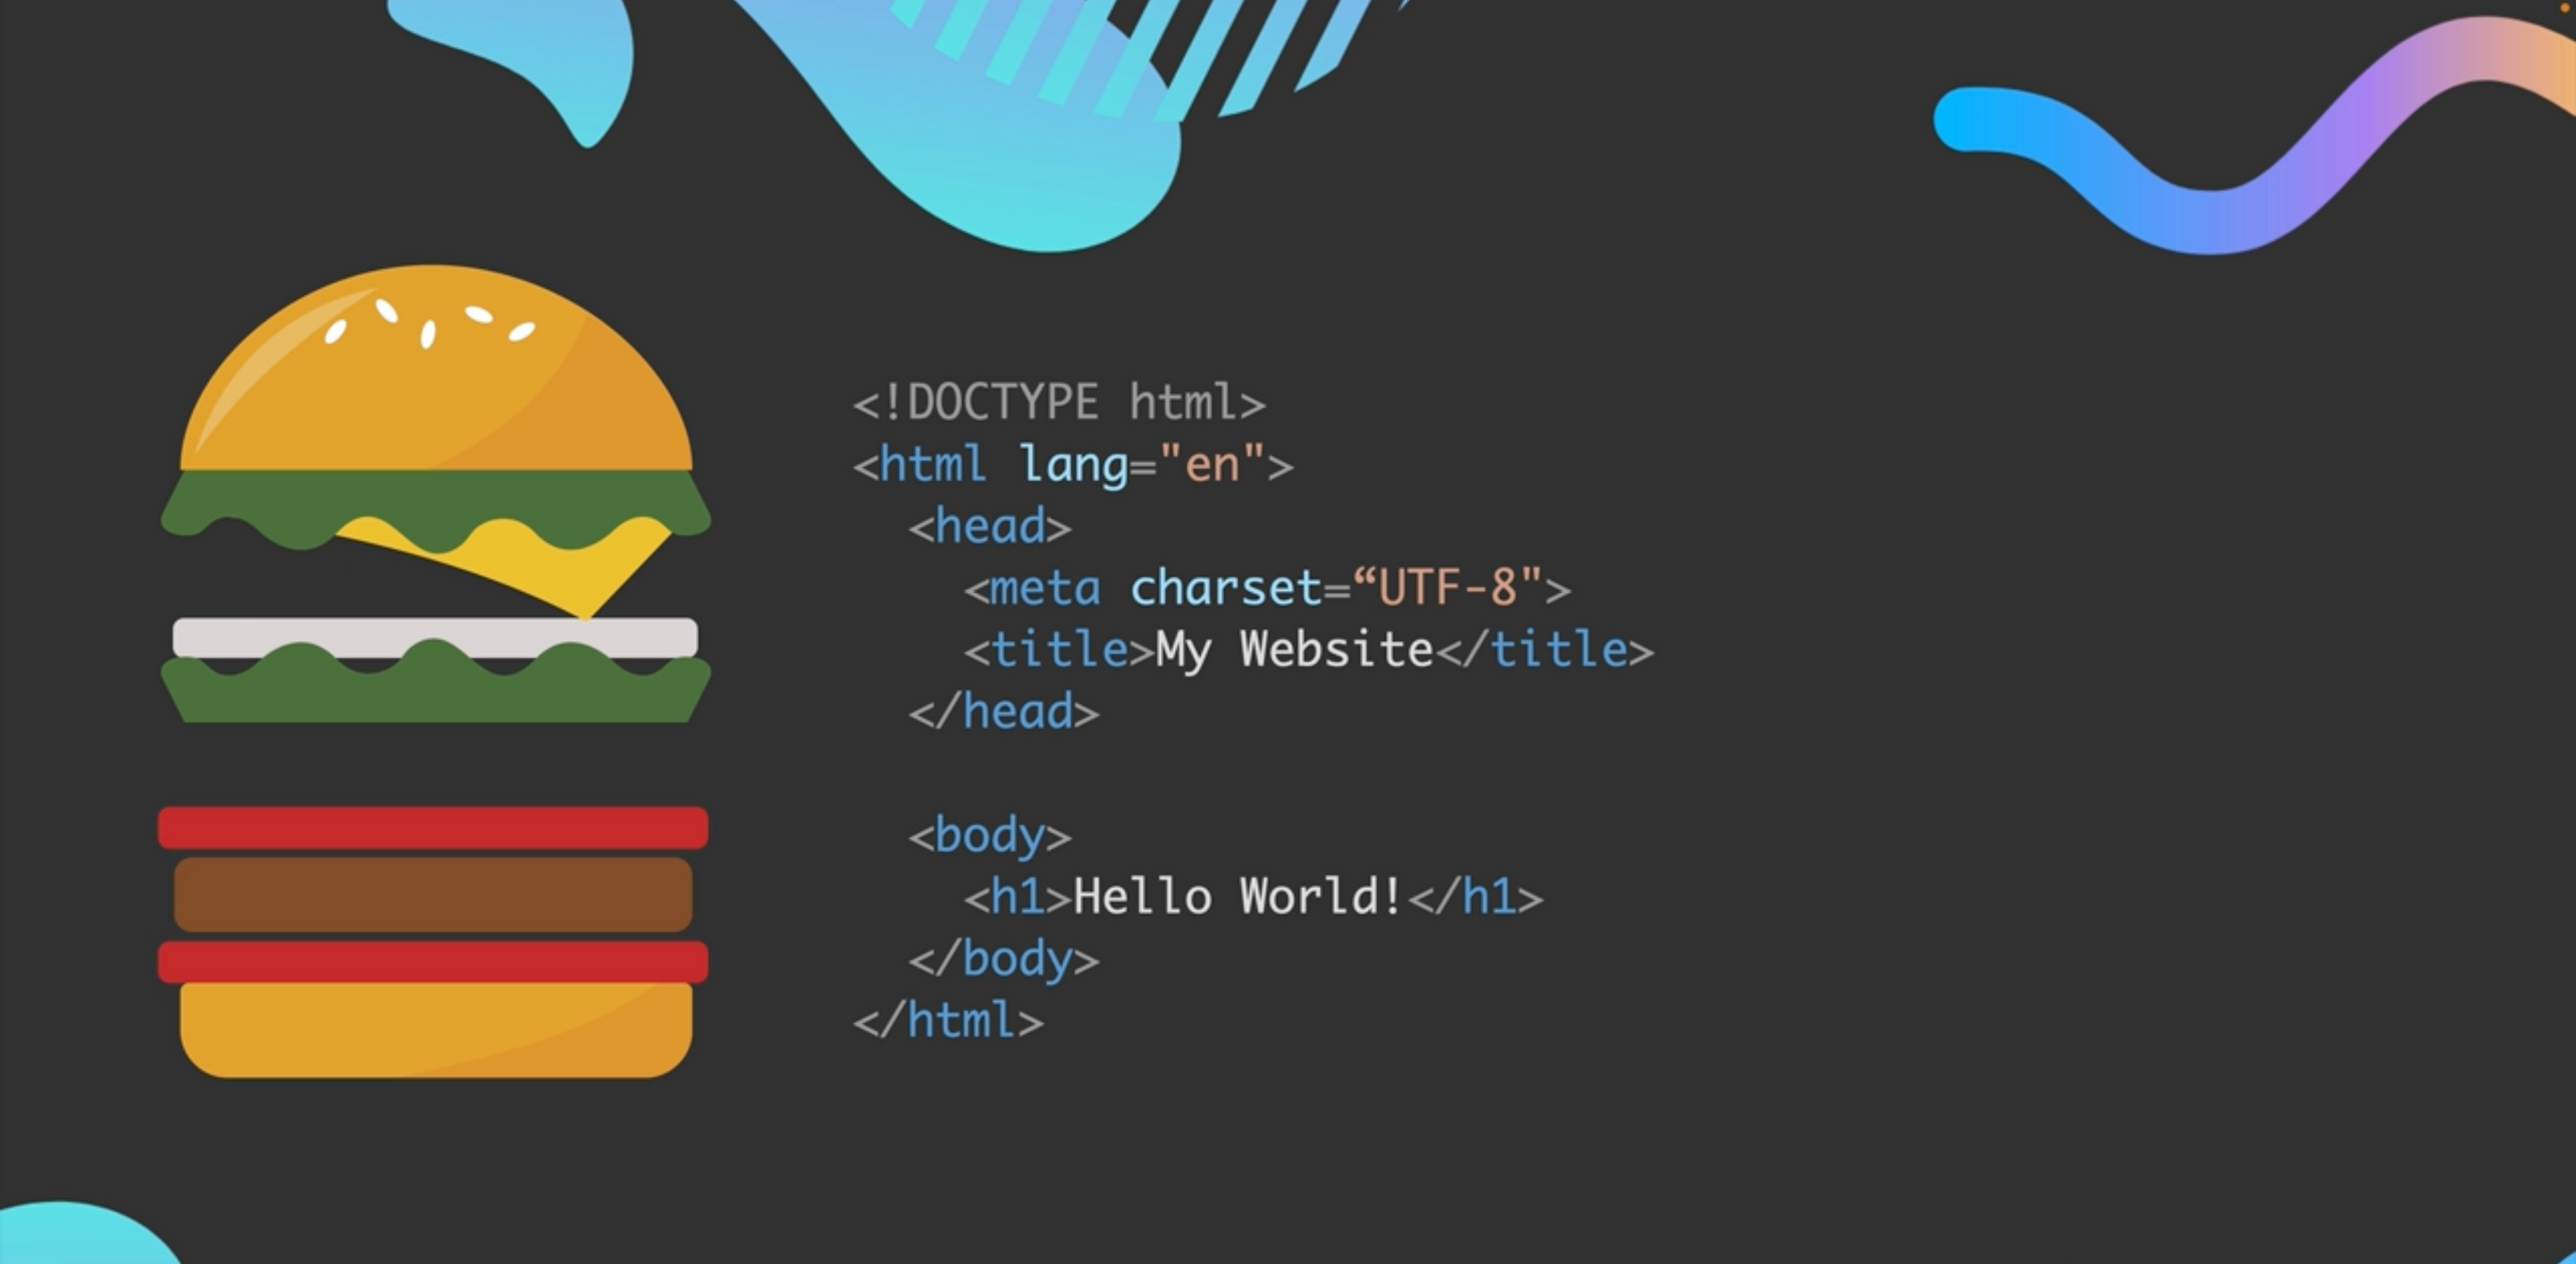 <!DOCTYPE html>
<html lang="en">
<head>
<meta charset=“UTF-8">
<title>My Website</title>
</head>
<body>
<h1>Hello World!</h1>
</body>
</html>